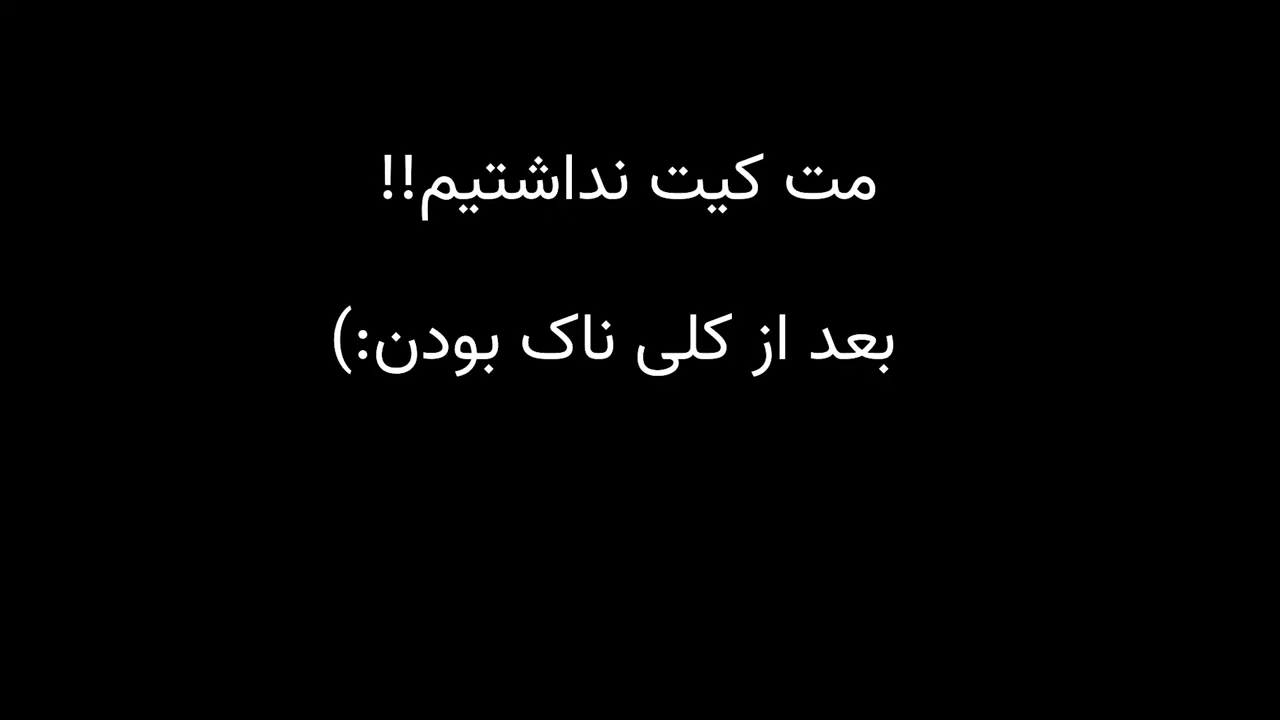 مت کیت نداشتیم!!
بعد از کلی ناک بودن:)